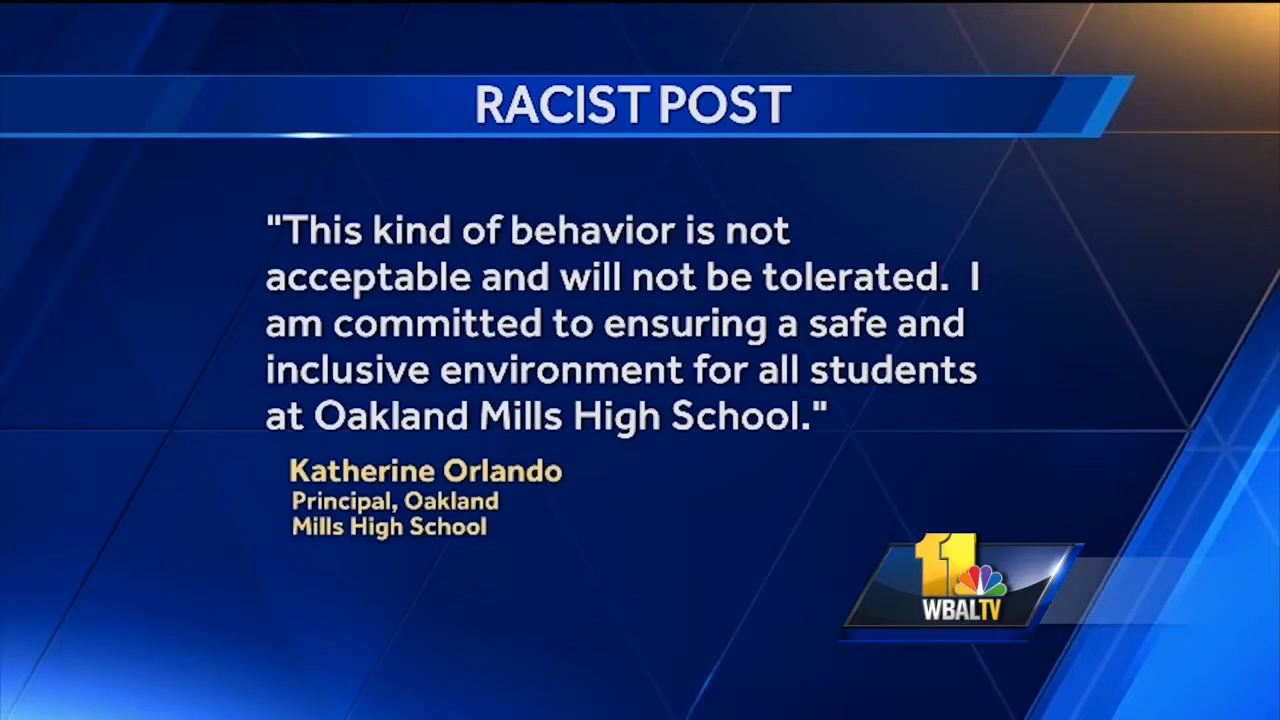 RACIST POST
"This kind of behavior is not
acceptable and will not be tolerated.  I
am committed to ensuring a safe and
inclusive environment for all students
at Oakland Mills High School."
Katherine Orlando
Principal, Oakland
Mills High School
11
WBALTV